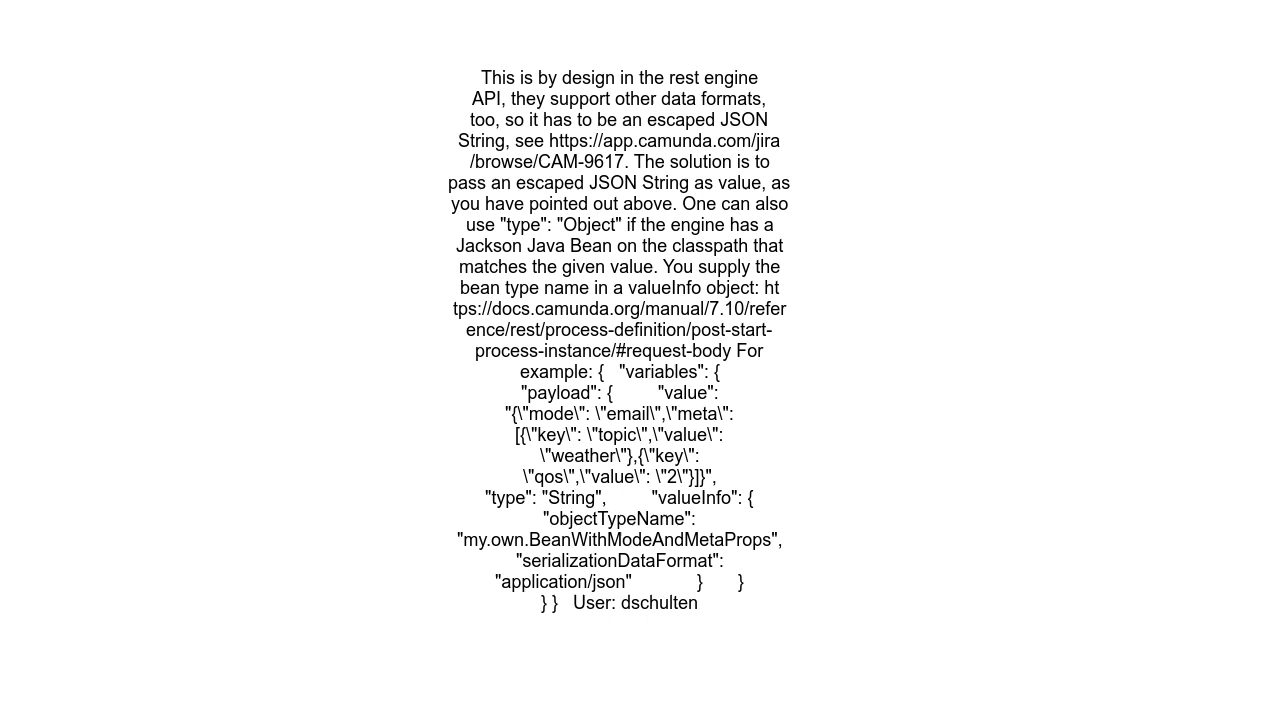 This is by design in the rest engine
API, they support other data formats,
too, so it has to be an escaped JSON
String, see https://app.camunda.com/jira
/browse/CAM-9617. The solution is to
pass an escaped JSON String as value, as
you have pointed out above. One can also
use "type": "Object" if the engine has a
Jackson Java Bean on the classpath that
matches the given value. You supply the
bean type name in a valueInfo object: ht
tps://docs.camunda.org/manual/7.10/refer
ence/rest/process-definition/post-start-
process-instance/#request-body For
example: {   "variables": {
"payload": {         "value":
"{\"mode\": \"email\",\"meta\":
[{\"key\": \"topic\",\"value\":
\"weather\"},{\"key\":
\"qos\",\"value\": \"2\"}]}",
"type": "String",         "valueInfo": {
"objectTypeName":
"my.own.BeanWithModeAndMetaProps",
"serializationDataFormat":
"application/json"             }       }
} }   User: dschulten